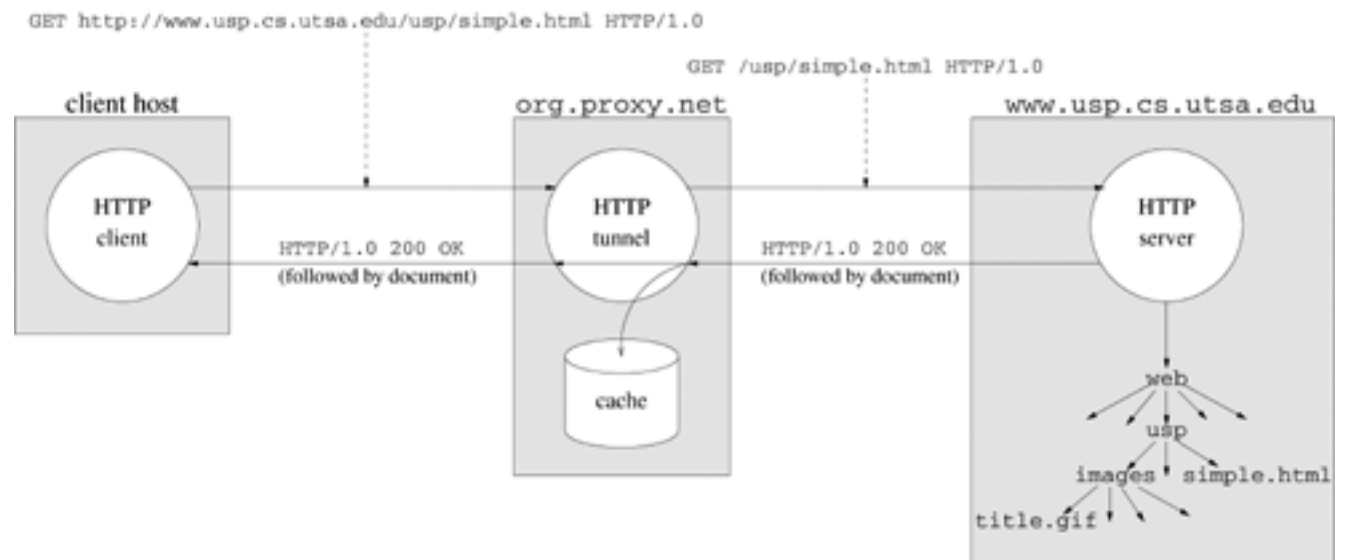 GET http://www.usp.cs.utsa.edu/usp/simple.html HTTP/1.0
GET /usp/simple.html HTTP/1.0
client host
org.proxy.net
www.usp.cs.utsa.edu
HTTP
client
HTTP
tunnel
HTTP
server
HTTP/1.0 200 OK
(followed by document)
HTTP/1.0 200 OK
(followed by document)
cache
web
usp
images
simple.html
title.gif